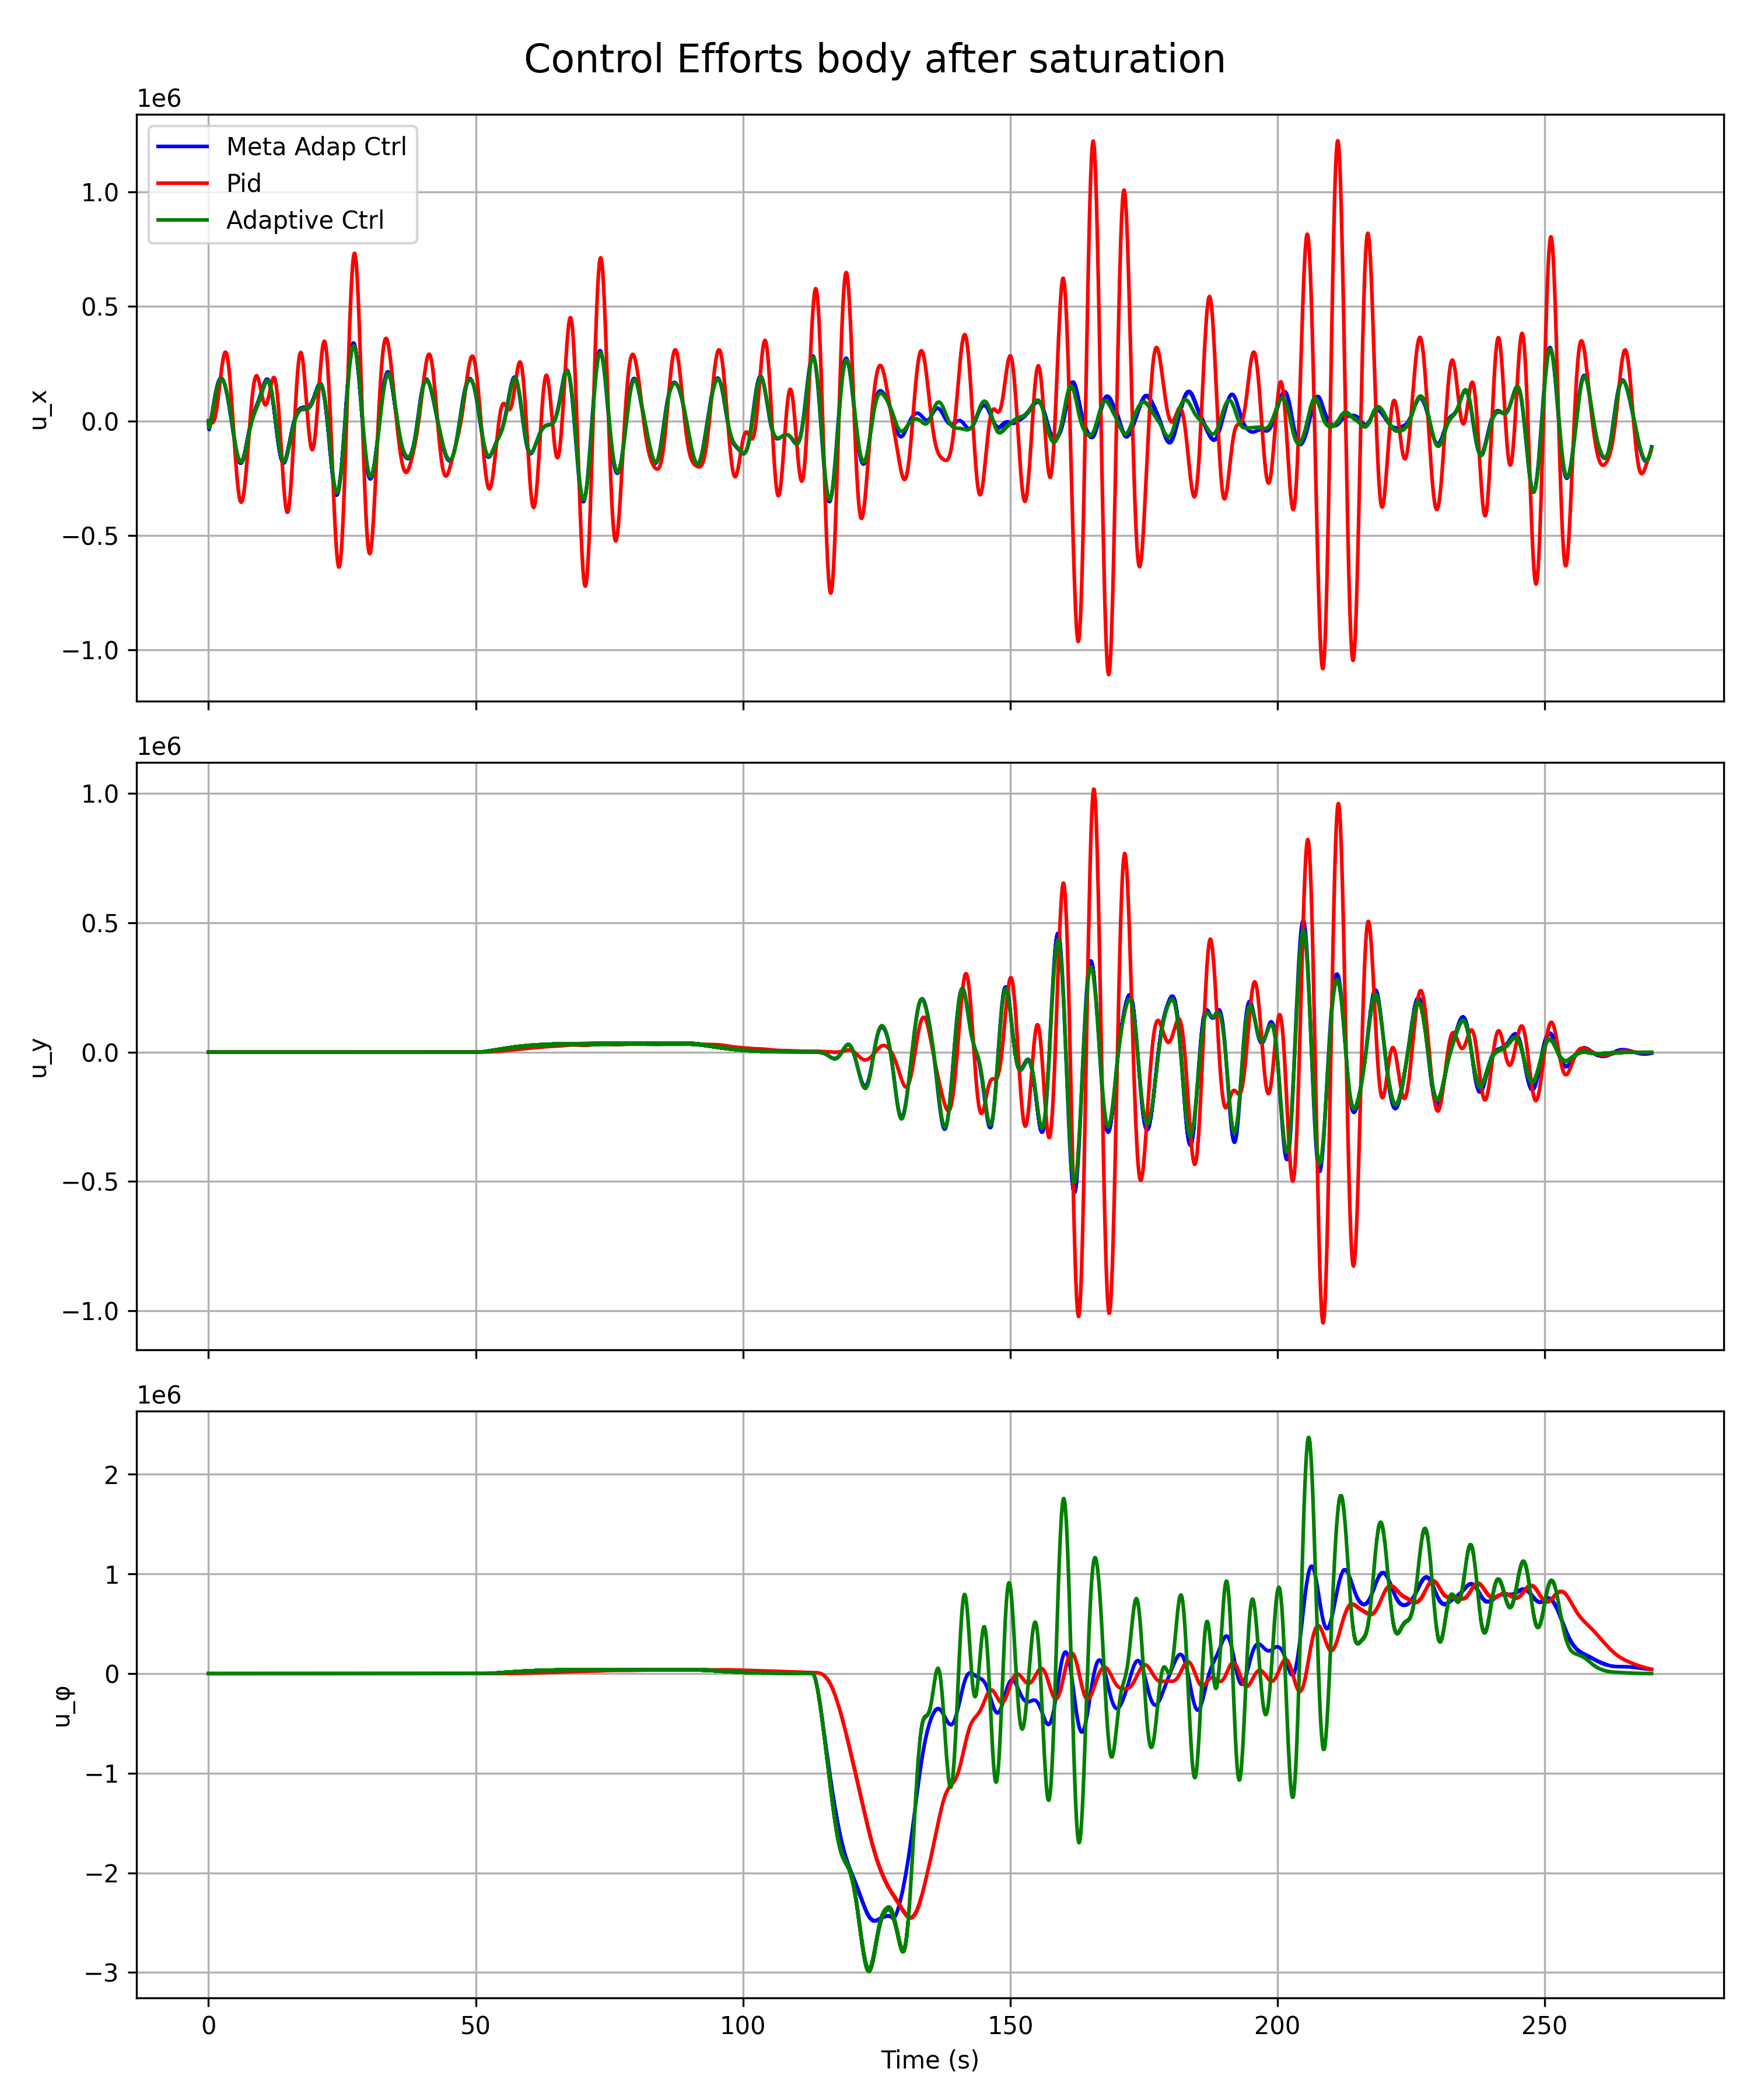 Control Efforts body after saturation
1e6
Meta Adap Ctrl
Pid
Adaptive Ctrl
1.0
0.5
0.0
−0.5
−1.0
u_x
1e6
1.0
0.5
0.0
−0.5
−1.0
u_y
1e6
2
1
0
−1
−2
−3
u_φ
0 50 100 150 200 250
Time (s)